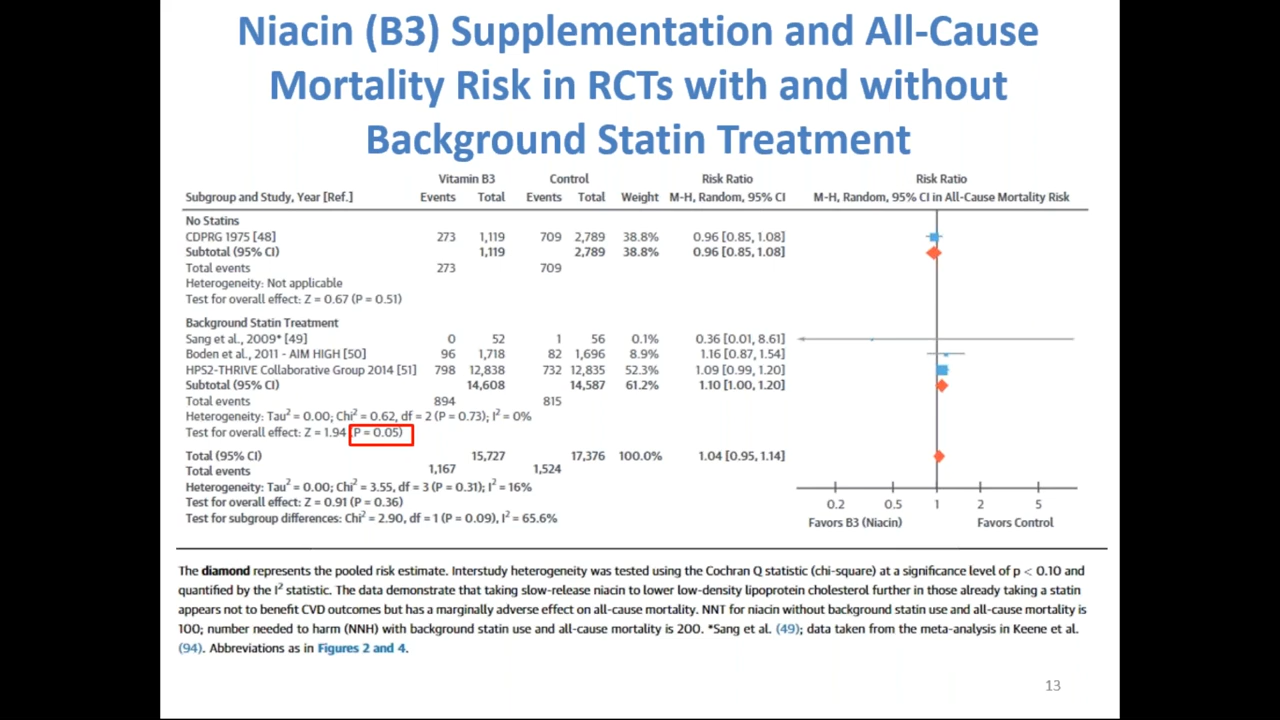 Niacin (B3) Supplementation and All-Cause
Mortality Risk in RCTs with and without
Background Statin Treatment
Vitamin B3 Control Risk Ratio Risk Ratio
Subgroup and Study, Year [Ref.] Events Total Events Total Weight M-H, Random, 95% CI M-H, Random, 95% CI in All-Cause Mortality Risk
No Statins
CDPRG 1975 [48] 273 1,119 709 2,789 38.8% 0.96 [0.85, 1.08]
Subtotal (95% CI) 1,119 2,789 38.8% 0.96 [0.85, 1.08]
Total events 273 709
Heterogeneity: Not applicable
Test for overall effect: Z = 0.67 (P = 0.51)
Background Statin Treatment
Sang et al., 2009* [49] 0 52 1 56 0.1% 0.36 [0.01, 8.61]
Boden et al., 2011 - AIM HIGH [50] 96 1,718 82 1,696 8.9% 1.16 [0.87, 1.54]
HPS2-THRIVE Collaborative Group 2014 [51] 798 12,838 732 12,835 52.3% 1.09 [0.99, 1.20]
Subtotal (95% CI) 14,608 14,587 61.2% 1.10 [1.00, 1.20]
Total events 894 815
Heterogeneity: Tau² = 0.00; Chi² = 0.62, df = 2 (P = 0.73); I² = 0%
Test for overall effect: Z = 1.94 (P = 0.05)
Total (95% CI) 15,727 17,376 100.0% 1.04 [0.95, 1.14]
Total events 1,167 1,524
Heterogeneity: Tau² = 0.00; Chi² = 3.55, df = 3 (P = 0.31); I² = 16%
Test for overall effect: Z = 0.91 (P = 0.36)
Test for subgroup differences: Chi² = 2.90, df = 1 (P = 0.09), I² = 65.6%
0.2 0.5 1 2 5
Favors B3 (Niacin) Favors Control
The diamond represents the pooled risk estimate. Interstudy heterogeneity was tested using the Cochran Q statistic (chi-square) at a significance level of p < 0.10 and
quantified by the I² statistic. The data demonstrate that taking slow-release niacin to lower low-density lipoprotein cholesterol further in those already taking a statin
appears not to benefit CVD outcomes but has a marginally adverse effect on all-cause mortality. NNT for niacin without background statin use and all-cause mortality is
100; number needed to harm (NNH) with background statin use and all-cause mortality is 200. *Sang et al. (49); data taken from the meta-analysis in Keene et al.
(94). Abbreviations as in Figures 2 and 4.
13